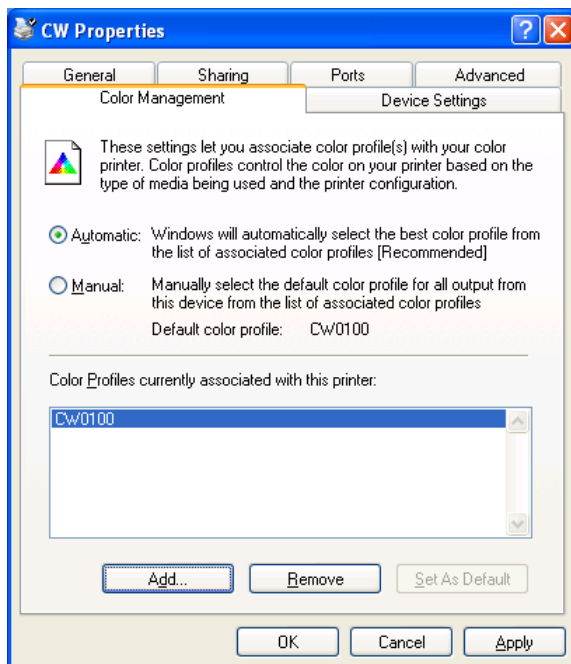 CW Properties
General Sharing Ports Advanced
Color Management Device Settings
These settings let you associate color profile(s) with your color
printer. Color profiles control the color on your printer based on the
type of media being used and the printer configuration.
Automatic: Windows will automatically select the best color profile from
the list of associated color profiles [Recommended]
Manual: Manually select the default color profile for all output from
this device from the list of associated color profiles
Default color profile: CW0100
Color Profiles currently associated with this printer:
CW0100
Add... Remove Set As Default
OK Cancel Apply